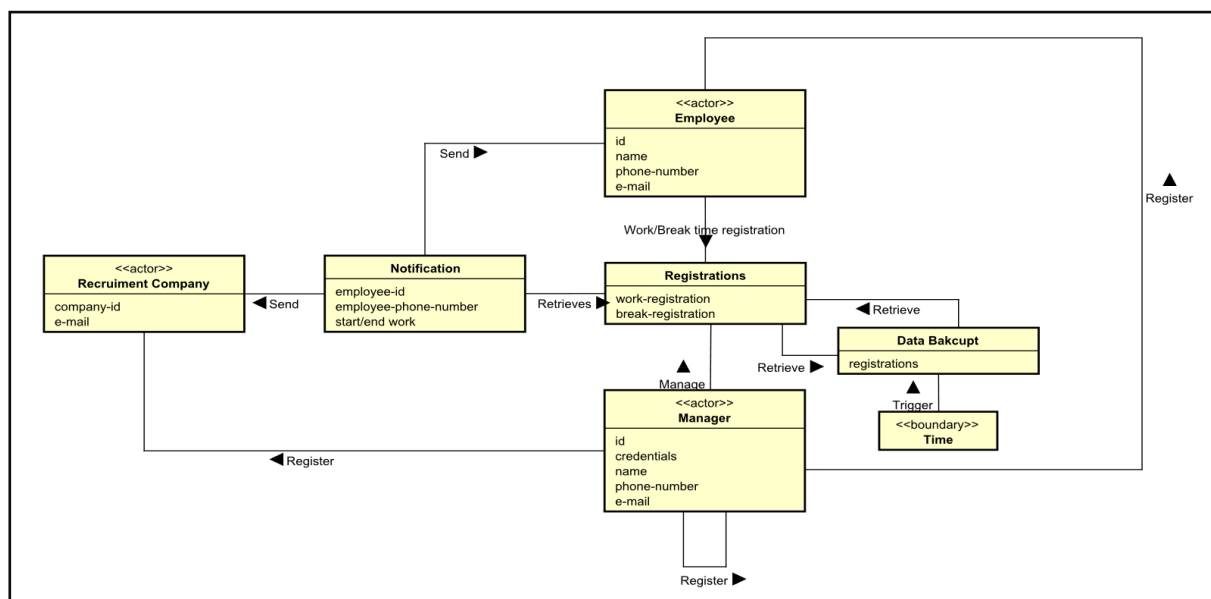 <<actor>>
Employee
id
name
phone-number
e-mail
Send ▶
▲
Register
Work/Break time registration
▼
<<actor>>
Recruiment Company
company-id
e-mail
◀ Send
Notification
employee-id
employee-phone-number
start/end work
Retrieves ▶
Registrations
work-registration
break-registration
◀ Retrieve
Data Bakcupt
registrations
Retrieve ▶
▲
Manage
▲
Trigger
<<boundary>>
Time
<<actor>>
Manager
id
credentials
name
phone-number
e-mail
◀ Register
Register ▶